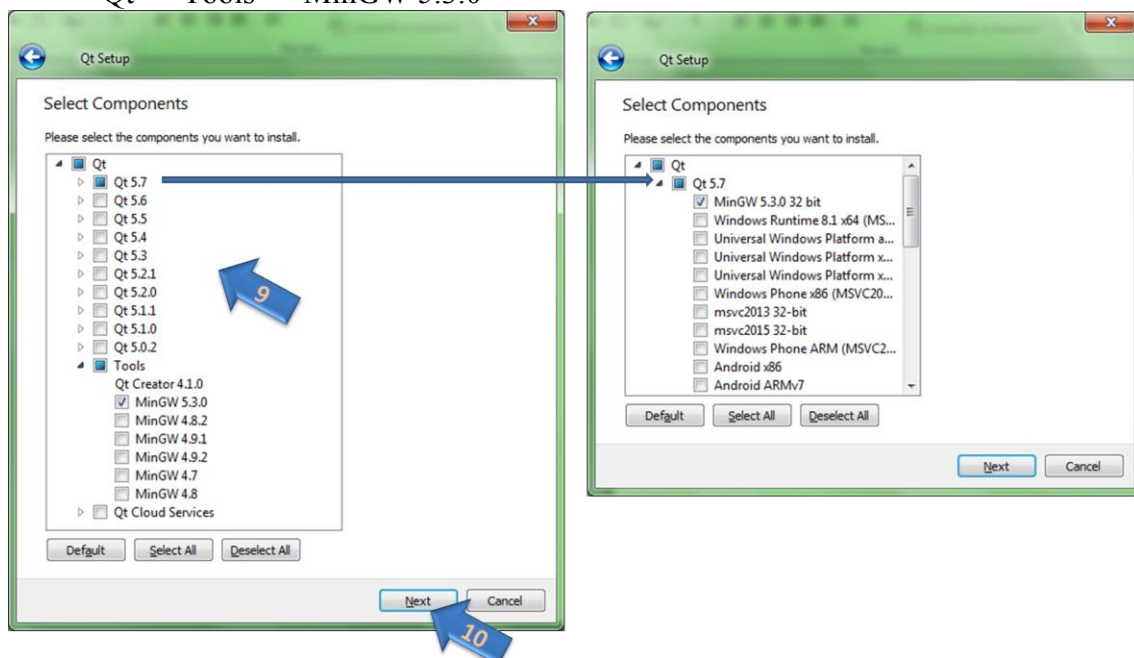 Qt Tools MinGW 5.3.0
Qt Setup
Select Components
Please select the components you want to install.
Qt
Qt 5.7
Qt 5.6
Qt 5.5
Qt 5.4
Qt 5.3
Qt 5.2.1
Qt 5.2.0
Qt 5.1.1
Qt 5.1.0
Qt 5.0.2
Tools
Qt Creator 4.1.0
MinGW 5.3.0
MinGW 4.8.2
MinGW 4.9.1
MinGW 4.9.2
MinGW 4.7
MinGW 4.8
Qt Cloud Services
Default Select All Deselect All
Next Cancel
9
10
Qt Setup
Select Components
Please select the components you want to install.
Qt
Qt 5.7
MinGW 5.3.0 32 bit
Windows Runtime 8.1 x64 (MS...
Universal Windows Platform a...
Universal Windows Platform x...
Universal Windows Platform x...
Windows Phone x86 (MSVC20...
msvc2013 32-bit
msvc2015 32-bit
Windows Phone ARM (MSVC2...
Android x86
Android ARMv7
Default Select All Deselect All
Next Cancel